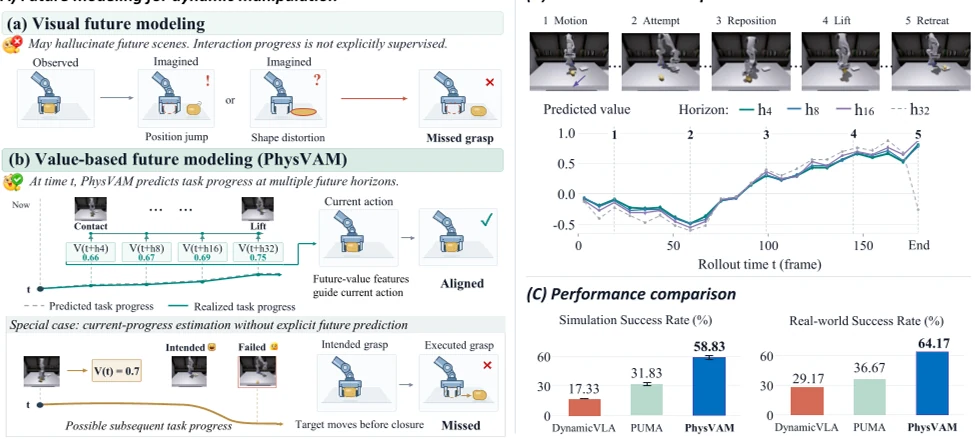 (a) Visual future modeling
May hallucinate future scenes. Interaction progress is not explicitly supervised.
Observed
Imagined
Imagined
!
or
?
×
Position jump
Shape distortion
Missed grasp
(b) Value-based future modeling (PhysVAM)
At time t, PhysVAM predicts task progress at multiple future horizons.
Now
... ...
Contact
Lift
V(t+h4) V(t+h8) V(t+h16) V(t+h32)
0.66 0.67 0.69 0.75
t
Predicted task progress
Realized task progress
Current action
Future-value features
guide current action
Aligned
Special case: current-progress estimation without explicit future prediction
V(t) = 0.7
Intended
Failed
Intended grasp
Executed grasp
×
t
Possible subsequent task progress
Target moves before closure
Missed
1 Motion 2 Attempt 3 Reposition 4 Lift 5 Retreat
Predicted value
Horizon: h4 h8 h16 h32
1.0
0.5
0.0
-0.5
1 2 3 4 5
0 50 100 150 End
Rollout time t (frame)
(C) Performance comparison
Simulation Success Rate (%)
60
30
0
17.33
31.83
58.83
DynamicVLA PUMA PhysVAM
Real-world Success Rate (%)
60
30
0
29.17
36.67
64.17
DynamicVLA PUMA PhysVAM